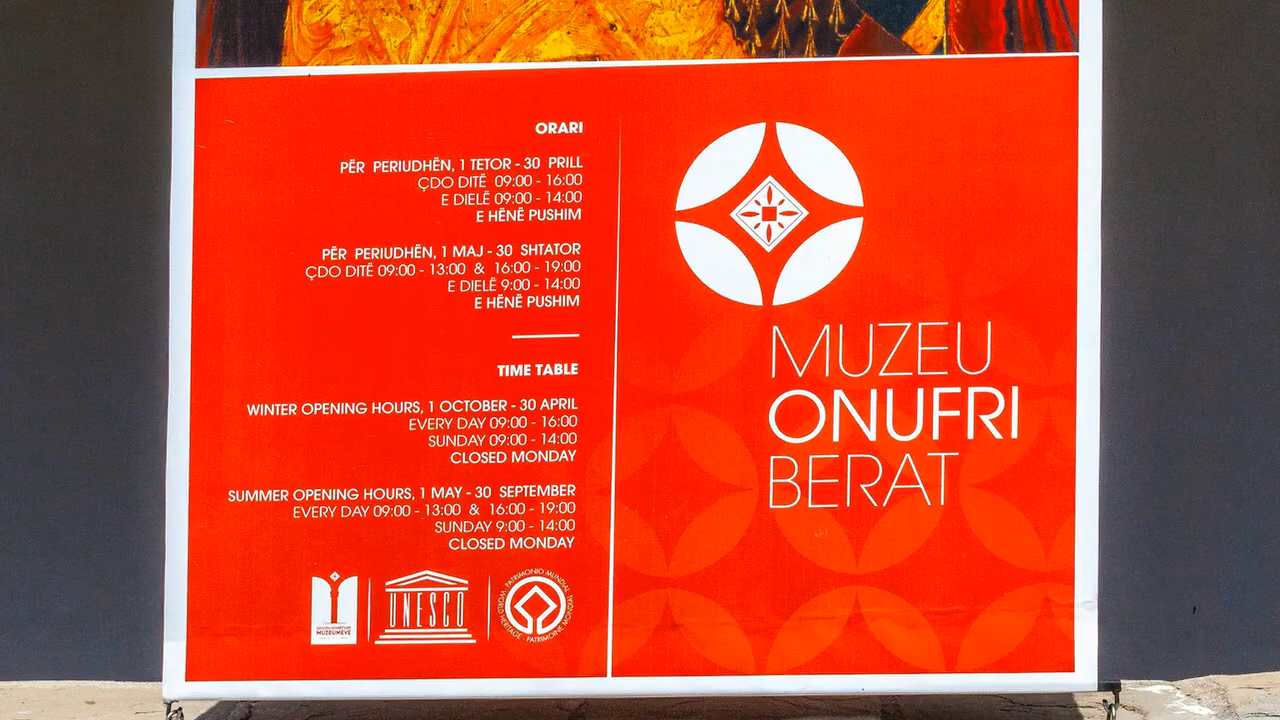 ORARI
PËR PERIUDHËN, 1 TETOR - 30 PRILL
ÇDO DITË 09:00 - 16:00
E DIELË 09:00 - 14:00
E HËNË PUSHIM
PËR PERIUDHËN, 1 MAJ - 30 SHTATOR
ÇDO DITË 09:00 - 13:00 & 16:00 - 19:00
E DIELË 9:00 - 14:00
E HËNË PUSHIM
TIME TABLE
WINTER OPENING HOURS, 1 OCTOBER - 30 APRIL
EVERY DAY 09:00 - 16:00
SUNDAY 09:00 - 14:00
CLOSED MONDAY
SUMMER OPENING HOURS, 1 MAY - 30 SEPTEMBER
EVERY DAY 09:00 - 13:00 & 16:00 - 19:00
SUNDAY 9:00 - 14:00
CLOSED MONDAY
MUZEUMEVE
UNESCO
WORLD HERITAGE · PATRIMONIO MUNDIAL · PATRIMOINE MONDIAL ·
MUZEU
ONUFRI
BERAT